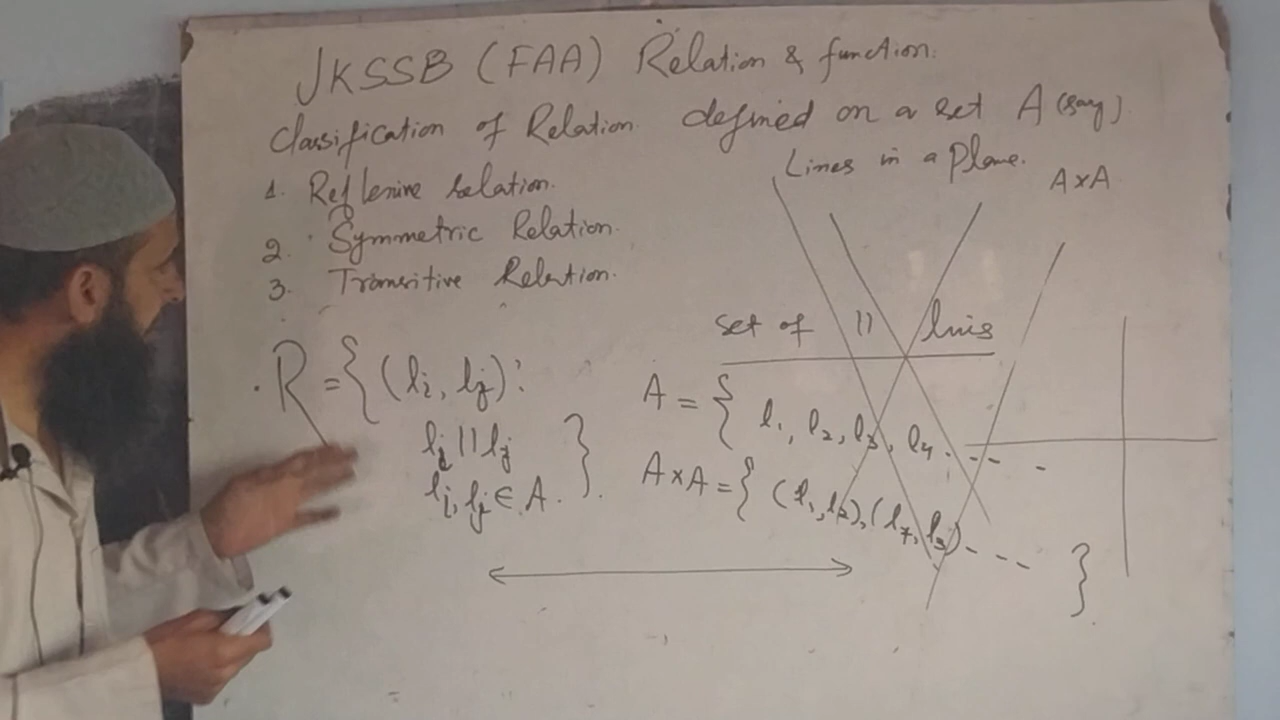 JKSSB (FAA) Relation & function.
Classification of Relation defined on a set A (say).
Lines in a Plane.
A×A
1. Reflexive Relation.
2. Symmetric Relation.
3. Transitive Relation.
set of || lines
R = { (li, lj) :
li || lj
li, lj ∈ A. }.
A = { l1, l2, l3, l4 - - - -
A×A = { (l1, l2), (l7, l3) - - - }